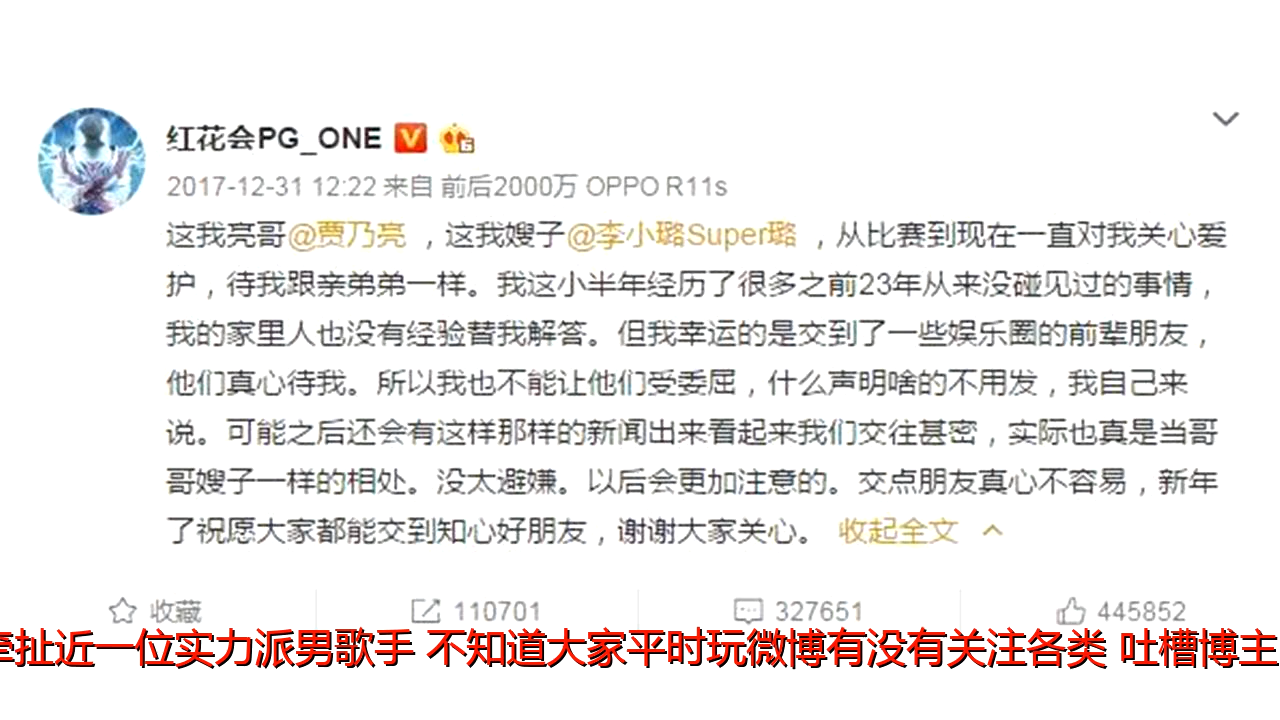 红花会PG_ONE
2017-12-31 12:22 来自 前后2000万 OPPO R11s
这我亮哥@贾乃亮 ，这我嫂子@李小璐Super璐 ，从比赛到现在一直对我关心爱
护，待我跟亲弟弟一样。我这小半年经历了很多之前23年从来没碰见过的事情，
我的家里人也没有经验替我解答。但我幸运的是交到了一些娱乐圈的前辈朋友，
他们真心待我。所以我也不能让他们受委屈，什么声明啥的不用发，我自己来
说。可能之后还会有这样那样的新闻出来看起来我们交往甚密，实际也真是当哥
哥嫂子一样的相处。没太避嫌。以后会更加注意的。交点朋友真心不容易，新年
了祝愿大家都能交到知心好朋友，谢谢大家关心。 收起全文
收藏 110701 327651 445852
牵扯近一位实力派男歌手 不知道大家平时玩微博有没有关注各类 吐槽博主